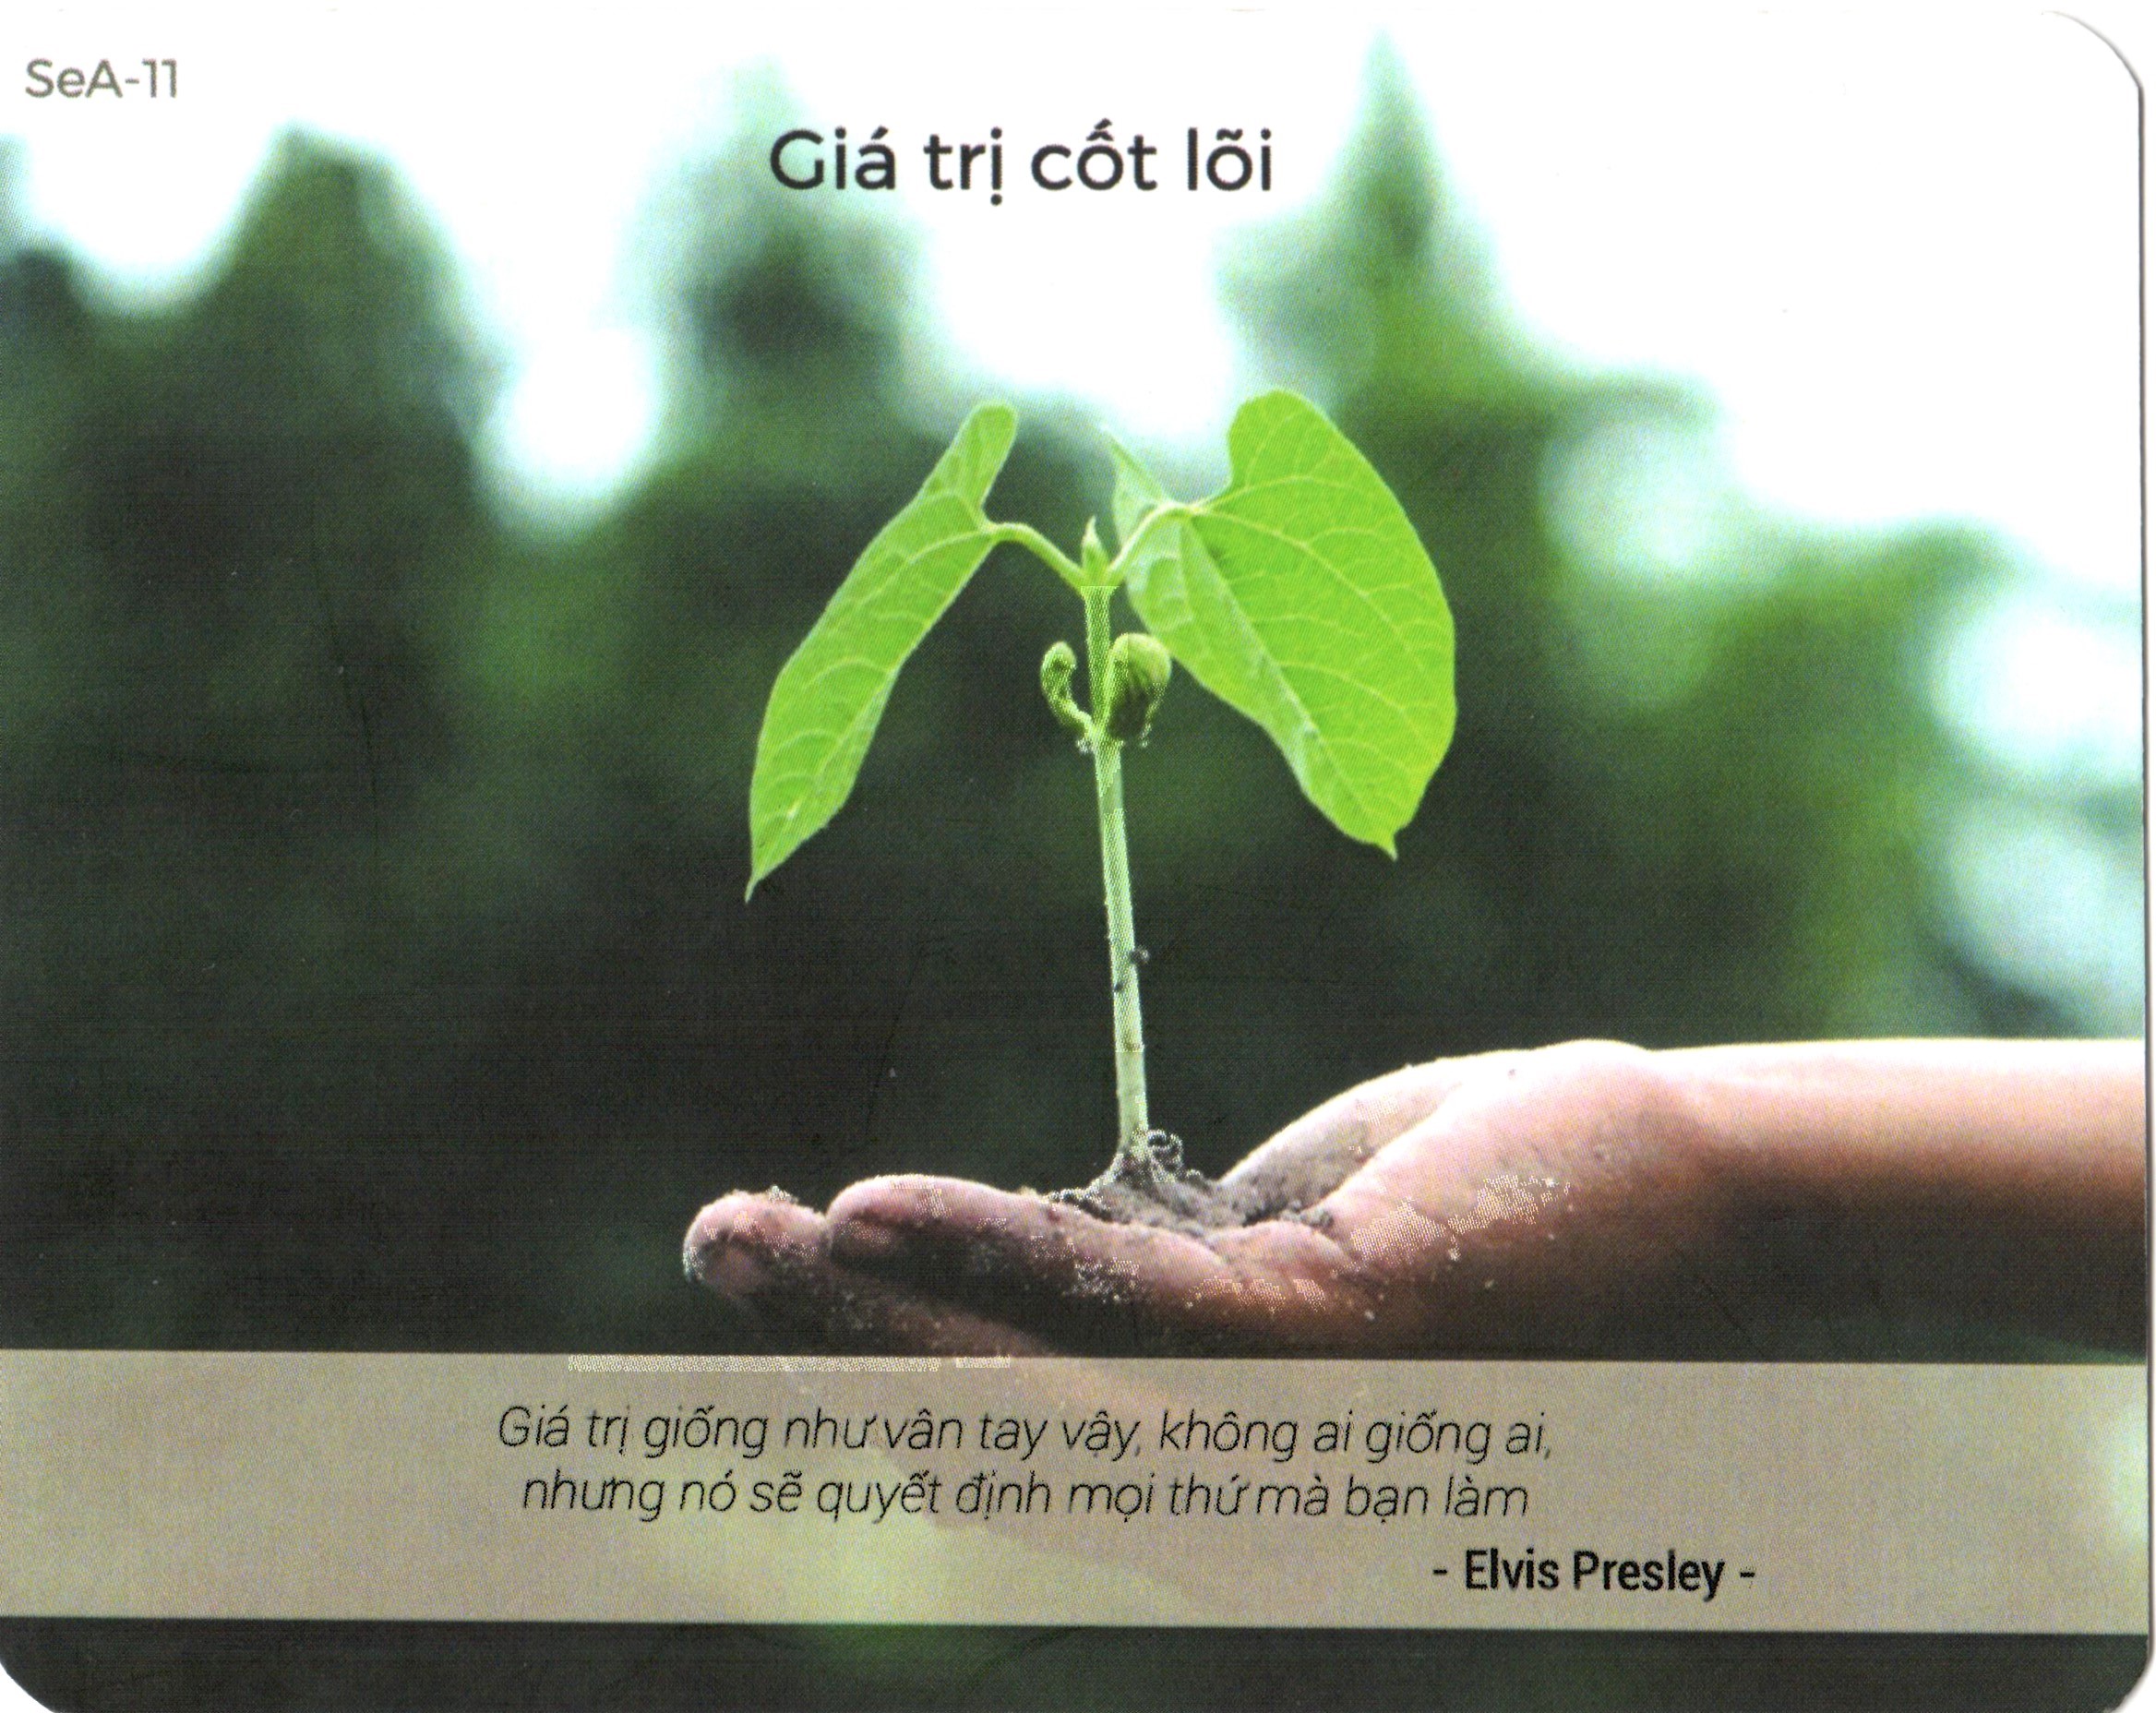 SeA-11
Giá trị cốt lõi
Giá trị giống như vân tay vậy, không ai giống ai,
nhưng nó sẽ quyết định mọi thứ mà bạn làm
- Elvis Presley -